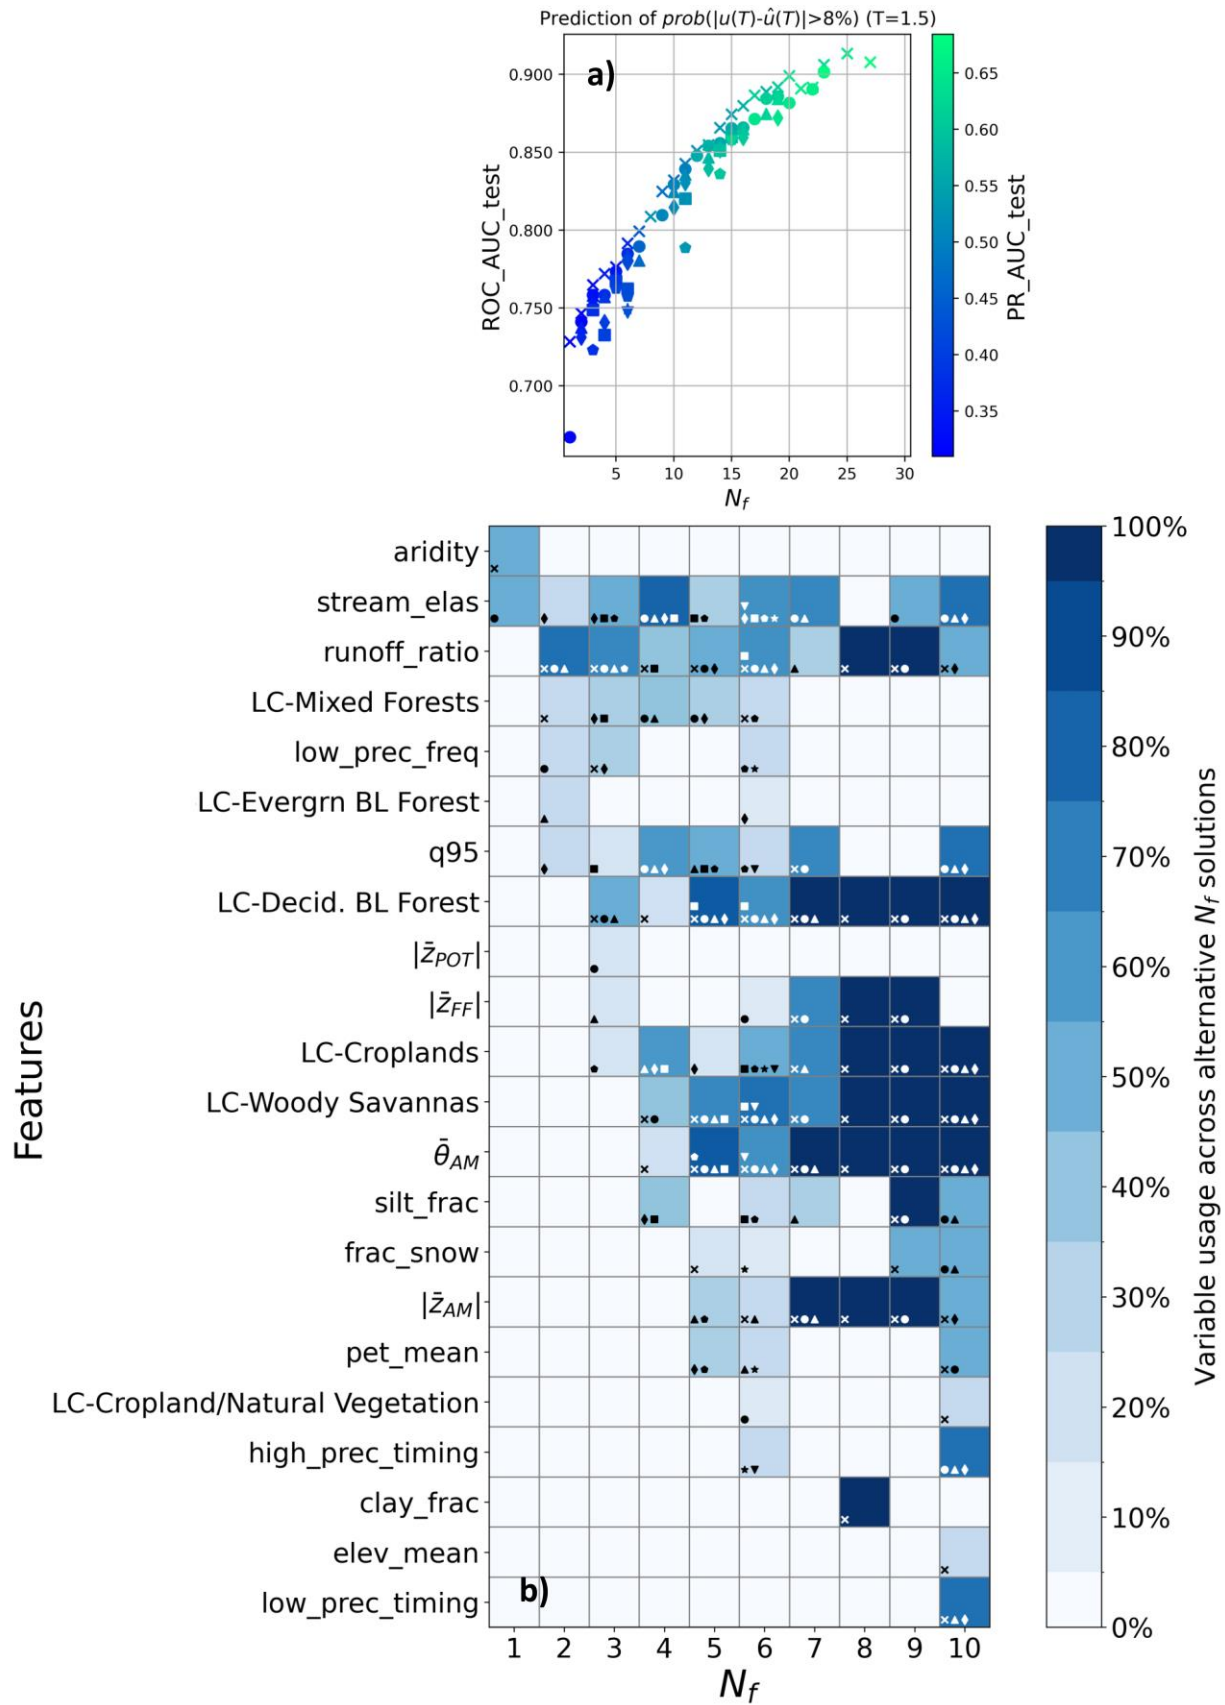 Prediction of prob(|u(T)-û(T)|>8%) (T=1.5)
a)
0.900
0.850
0.800
0.750
0.700
ROC_AUC_test
5 10 15 20 25 30
N_f
0.65
0.60
0.55
0.50
0.45
0.40
0.35
PR_AUC_test
Features
aridity
stream_elas
runoff_ratio
LC-Mixed Forests
low_prec_freq
LC-Evergrn BL Forest
q95
LC-Decid. BL Forest
|z̄_POT|
|z̄_FF|
LC-Croplands
LC-Woody Savannas
θ̄_AM
silt_frac
frac_snow
|z̄_AM|
pet_mean
LC-Cropland/Natural Vegetation
high_prec_timing
clay_frac
elev_mean
low_prec_timing
b)
1 2 3 4 5 6 7 8 9 10
N_f
100%
90%
80%
70%
60%
50%
40%
30%
20%
10%
0%
Variable usage across alternative N_f solutions